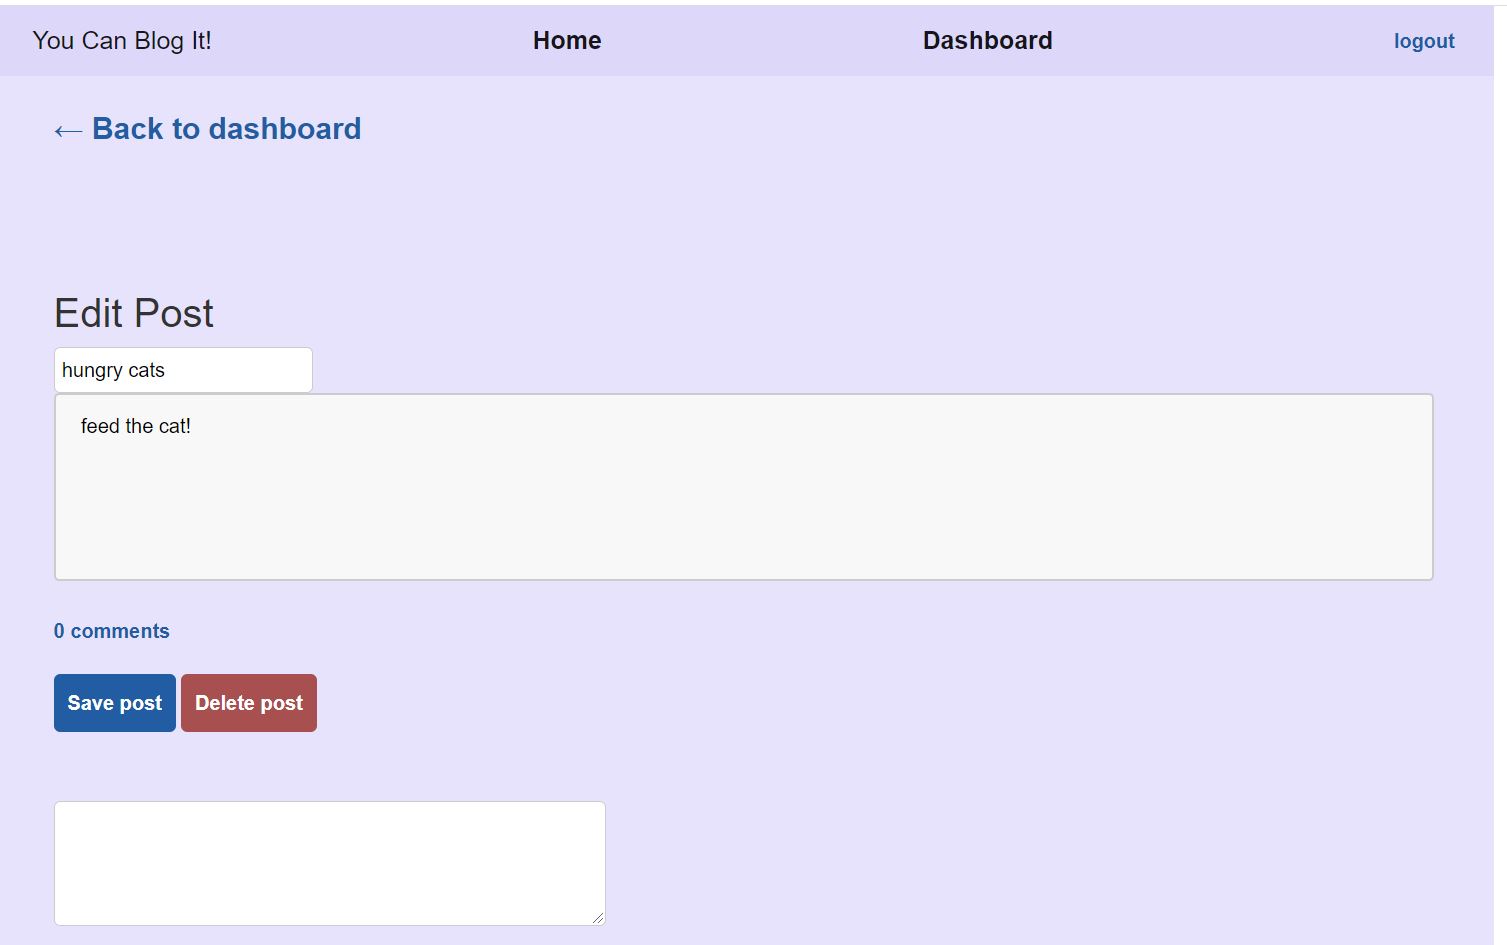 You Can Blog It! Home Dashboard logout
← Back to dashboard
Edit Post
hungry cats
feed the cat!
0 comments
Save post Delete post